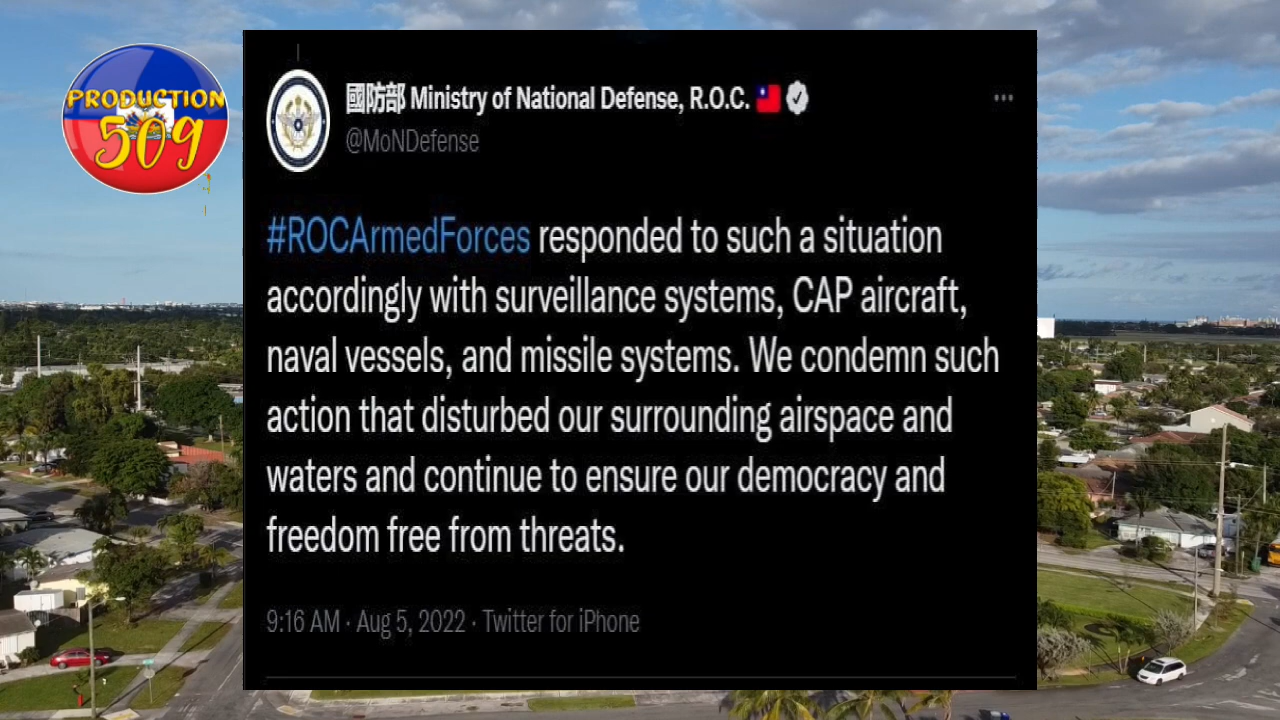 PRODUCTION
509
國防部 Ministry of National Defense, R.O.C.
@MoNDefense
#ROCArmedForces responded to such a situation
accordingly with surveillance systems, CAP aircraft,
naval vessels, and missile systems. We condemn such
action that disturbed our surrounding airspace and
waters and continue to ensure our democracy and
freedom free from threats.
9:16 AM · Aug 5, 2022 · Twitter for iPhone